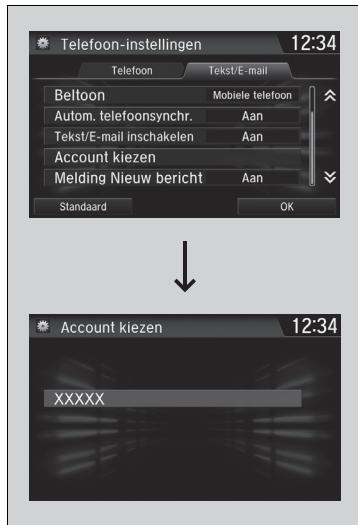 Telefoon-instellingen 12:34
Telefoon Tekst/E-mail
Beltoon Mobiele telefoon
Autom. telefoonsynchr. Aan
Tekst/E-mail inschakelen Aan
Account kiezen
Melding Nieuw bericht Aan
Standaard OK
Account kiezen 12:34
XXXXX